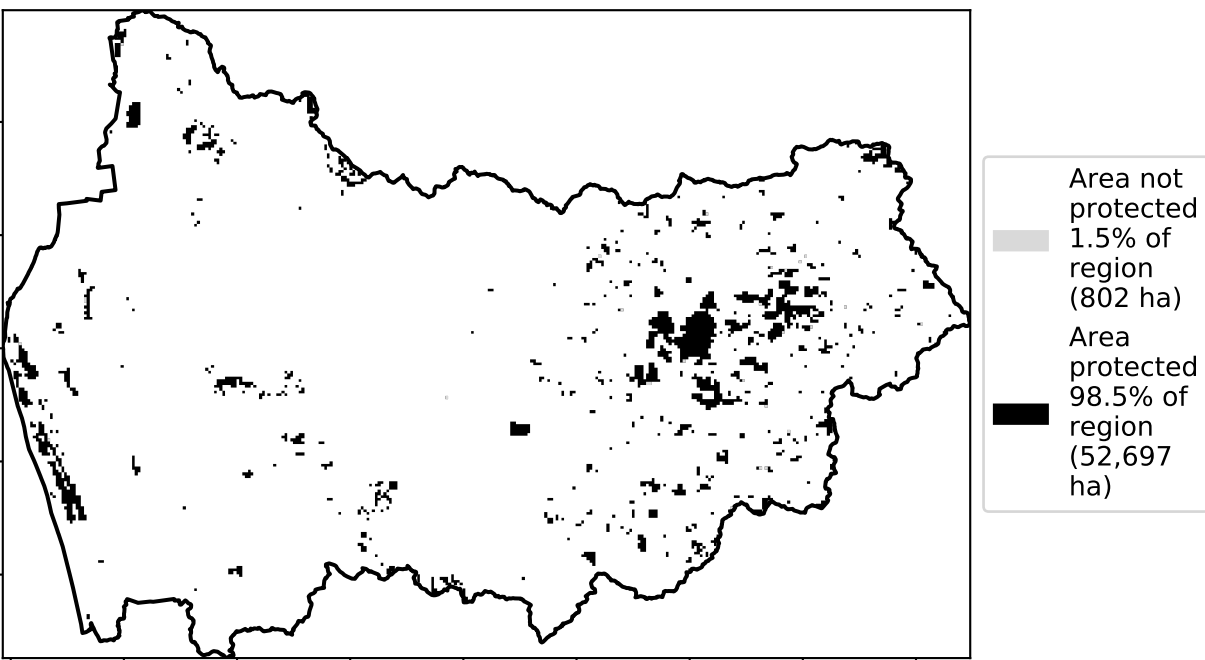 Area not
protected
1.5% of
region
(802 ha)
Area
protected
98.5% of
region
(52,697
ha)